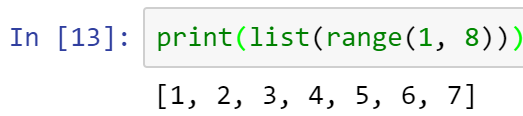 In [13]: print(list(range(1, 8)))
[1, 2, 3, 4, 5, 6, 7]